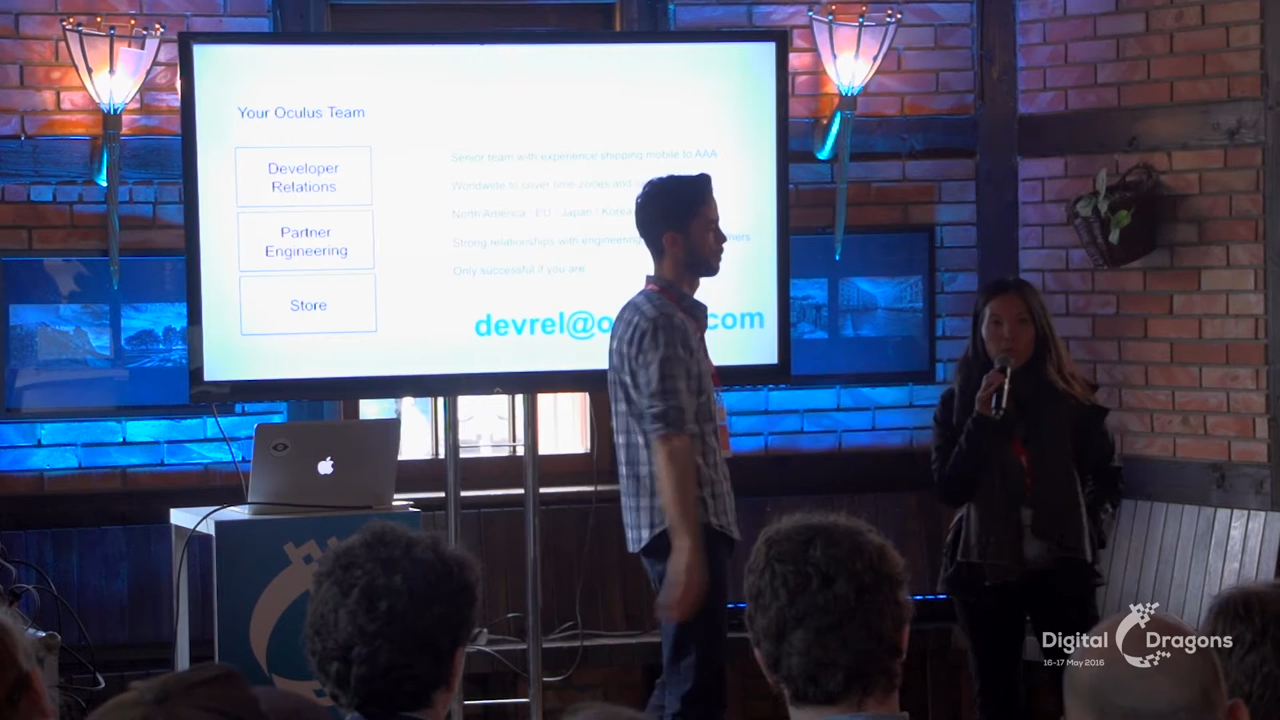 Your Oculus Team
Developer
Relations
Partner
Engineering
Store
Senior team with experience shipping mobile to AAA
Worldwide to cover time zones and
North America / EU / Japan / Korea
Strong relationships with engineering
Only successful if you are
devrel@o com
Digital Dragons
16-17 May 2016